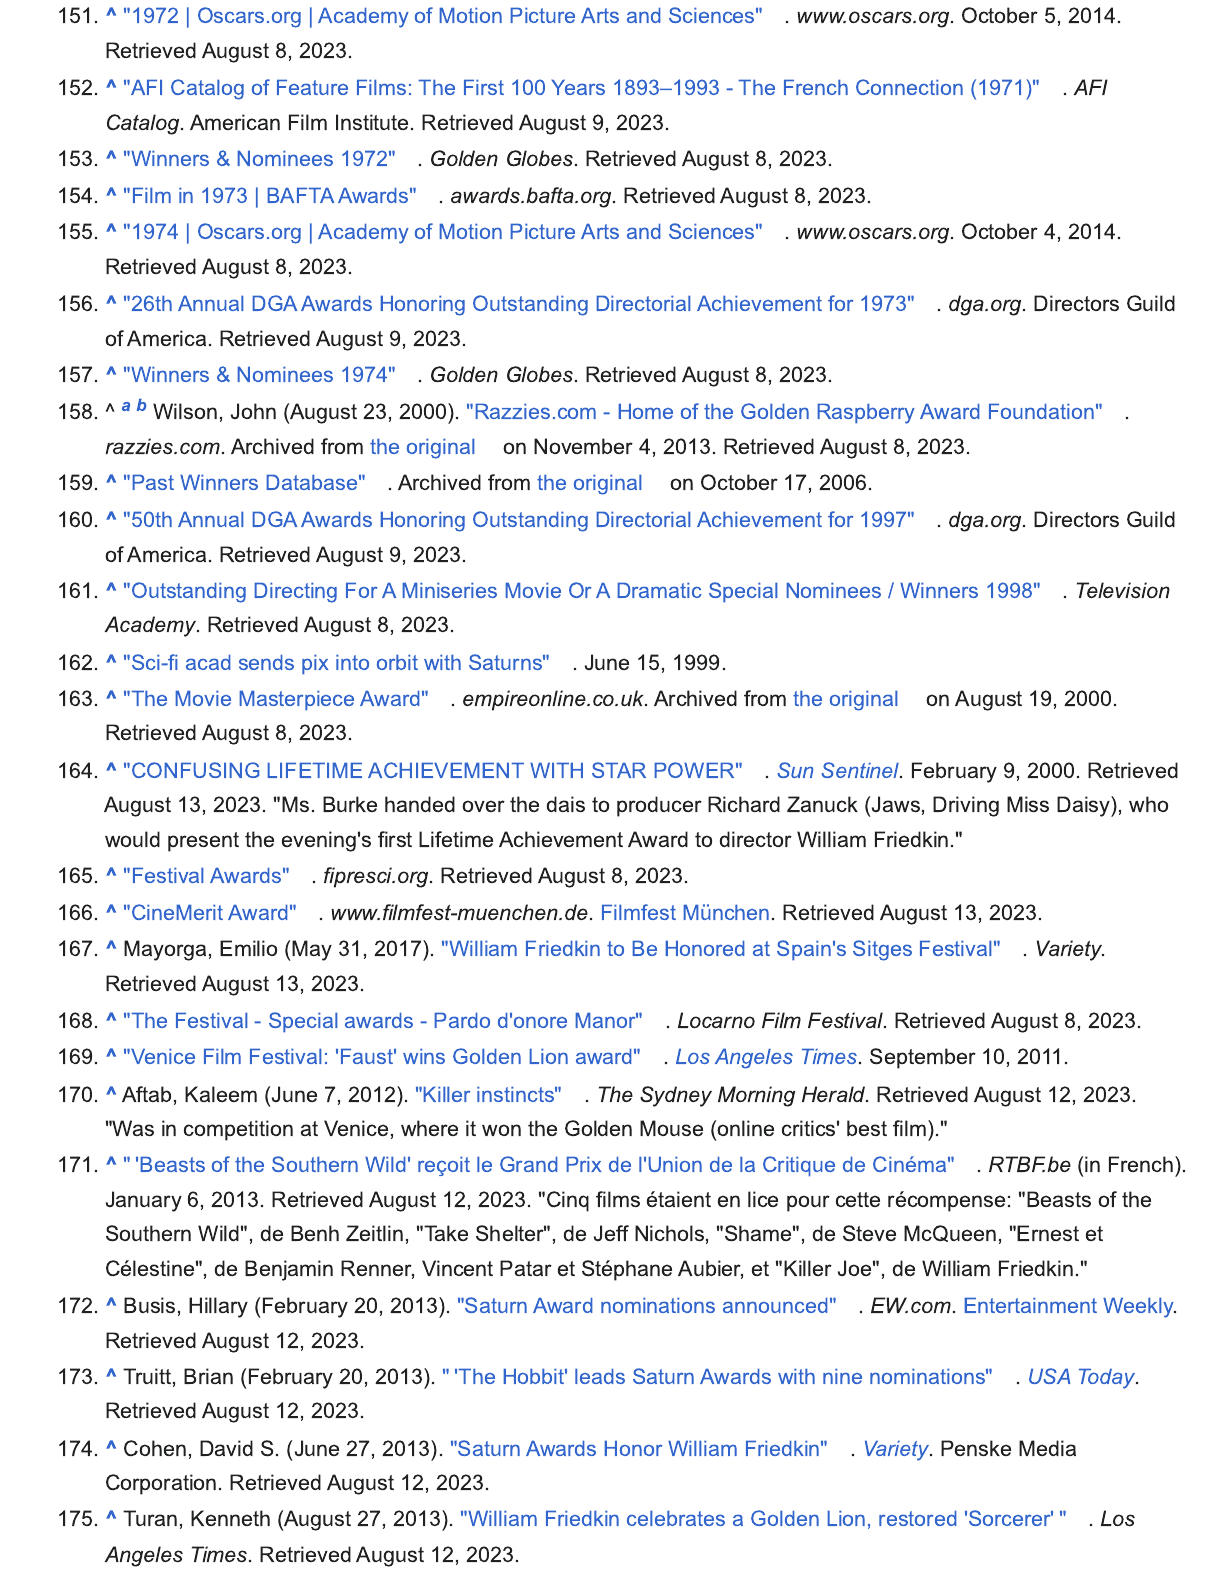 151. ^ "1972 | Oscars.org | Academy of Motion Picture Arts and Sciences" . www.oscars.org. October 5, 2014.
Retrieved August 8, 2023.
152. ^ "AFI Catalog of Feature Films: The First 100 Years 1893–1993 - The French Connection (1971)" . AFI
Catalog. American Film Institute. Retrieved August 9, 2023.
153. ^ "Winners & Nominees 1972" . Golden Globes. Retrieved August 8, 2023.
154. ^ "Film in 1973 | BAFTA Awards" . awards.bafta.org. Retrieved August 8, 2023.
155. ^ "1974 | Oscars.org | Academy of Motion Picture Arts and Sciences" . www.oscars.org. October 4, 2014.
Retrieved August 8, 2023.
156. ^ "26th Annual DGA Awards Honoring Outstanding Directorial Achievement for 1973" . dga.org. Directors Guild
of America. Retrieved August 9, 2023.
157. ^ "Winners & Nominees 1974" . Golden Globes. Retrieved August 8, 2023.
158. ^ a b Wilson, John (August 23, 2000). "Razzies.com - Home of the Golden Raspberry Award Foundation" .
razzies.com. Archived from the original on November 4, 2013. Retrieved August 8, 2023.
159. ^ "Past Winners Database" . Archived from the original on October 17, 2006.
160. ^ "50th Annual DGA Awards Honoring Outstanding Directorial Achievement for 1997" . dga.org. Directors Guild
of America. Retrieved August 9, 2023.
161. ^ "Outstanding Directing For A Miniseries Movie Or A Dramatic Special Nominees / Winners 1998" . Television
Academy. Retrieved August 8, 2023.
162. ^ "Sci-fi acad sends pix into orbit with Saturns" . June 15, 1999.
163. ^ "The Movie Masterpiece Award" . empireonline.co.uk. Archived from the original on August 19, 2000.
Retrieved August 8, 2023.
164. ^ "CONFUSING LIFETIME ACHIEVEMENT WITH STAR POWER" . Sun Sentinel. February 9, 2000. Retrieved
August 13, 2023. "Ms. Burke handed over the dais to producer Richard Zanuck (Jaws, Driving Miss Daisy), who
would present the evening's first Lifetime Achievement Award to director William Friedkin."
165. ^ "Festival Awards" . fipresci.org. Retrieved August 8, 2023.
166. ^ "CineMerit Award" . www.filmfest-muenchen.de. Filmfest München. Retrieved August 13, 2023.
167. ^ Mayorga, Emilio (May 31, 2017). "William Friedkin to Be Honored at Spain's Sitges Festival" . Variety.
Retrieved August 13, 2023.
168. ^ "The Festival - Special awards - Pardo d'onore Manor" . Locarno Film Festival. Retrieved August 8, 2023.
169. ^ "Venice Film Festival: 'Faust' wins Golden Lion award" . Los Angeles Times. September 10, 2011.
170. ^ Aftab, Kaleem (June 7, 2012). "Killer instincts" . The Sydney Morning Herald. Retrieved August 12, 2023.
"Was in competition at Venice, where it won the Golden Mouse (online critics' best film)."
171. ^ " 'Beasts of the Southern Wild' reçoit le Grand Prix de l'Union de la Critique de Cinéma" . RTBF.be (in French).
January 6, 2013. Retrieved August 12, 2023. "Cinq films étaient en lice pour cette récompense: "Beasts of the
Southern Wild", de Benh Zeitlin, "Take Shelter", de Jeff Nichols, "Shame", de Steve McQueen, "Ernest et
Célestine", de Benjamin Renner, Vincent Patar et Stéphane Aubier, et "Killer Joe", de William Friedkin."
172. ^ Busis, Hillary (February 20, 2013). "Saturn Award nominations announced" . EW.com. Entertainment Weekly.
Retrieved August 12, 2023.
173. ^ Truitt, Brian (February 20, 2013). " 'The Hobbit' leads Saturn Awards with nine nominations" . USA Today.
Retrieved August 12, 2023.
174. ^ Cohen, David S. (June 27, 2013). "Saturn Awards Honor William Friedkin" . Variety. Penske Media
Corporation. Retrieved August 12, 2023.
175. ^ Turan, Kenneth (August 27, 2013). "William Friedkin celebrates a Golden Lion, restored 'Sorcerer' " . Los
Angeles Times. Retrieved August 12, 2023.